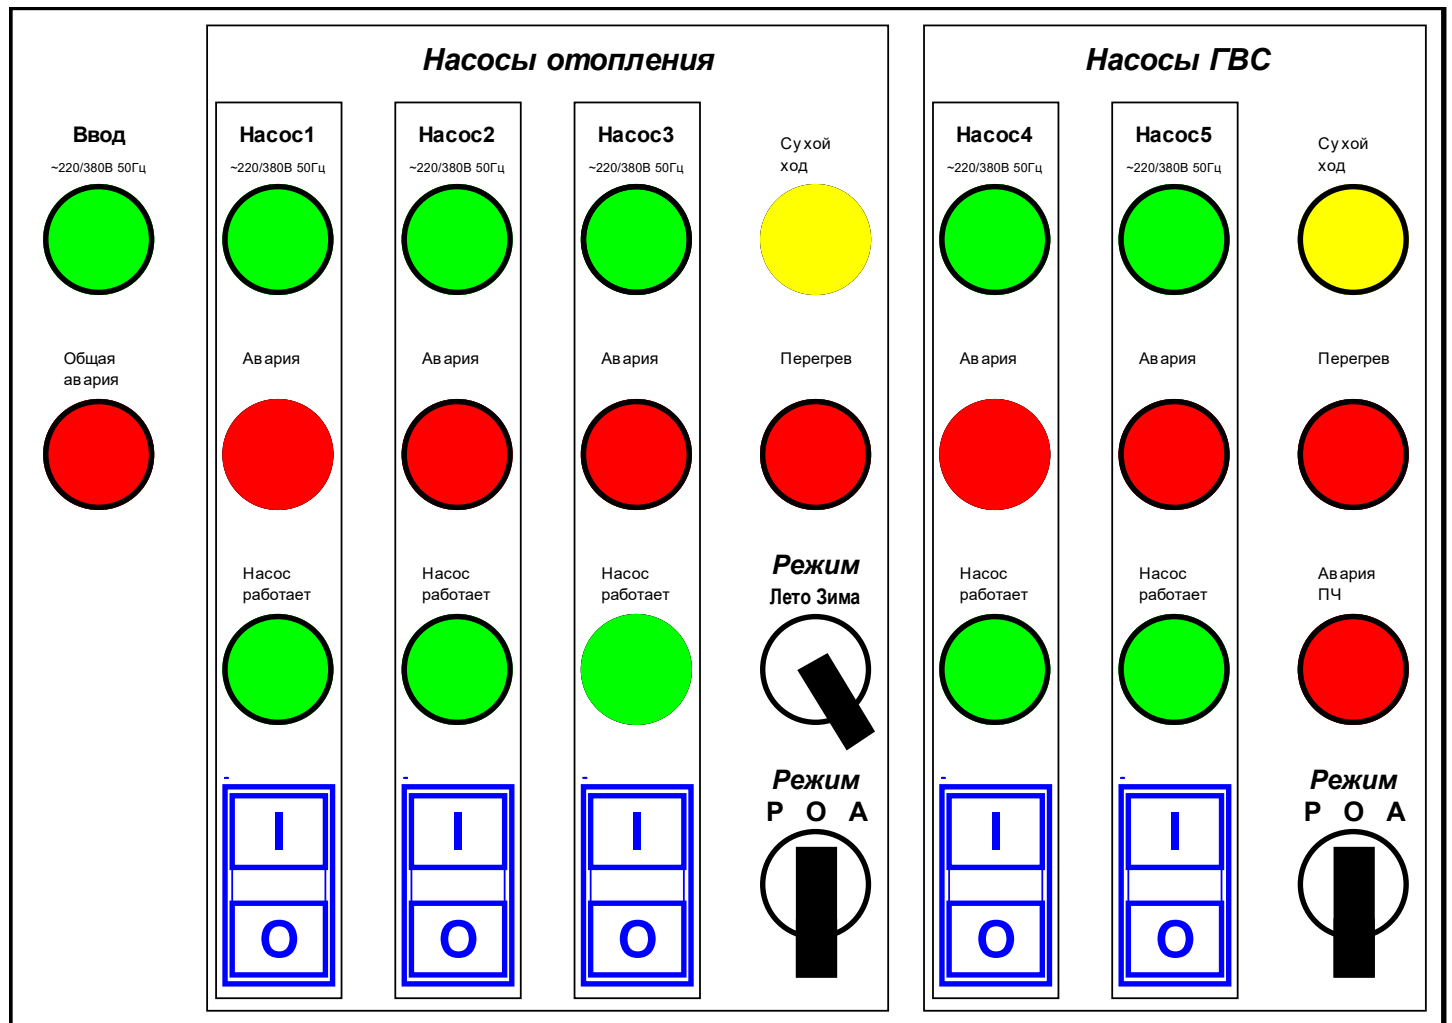 Насосы отопления
Насосы ГВС
Ввод
~220/380В 50Гц
Насос1
~220/380В 50Гц
Насос2
~220/380В 50Гц
Насос3
~220/380В 50Гц
Сухой
ход
Насос4
~220/380В 50Гц
Насос5
~220/380В 50Гц
Сухой
ход
Общая
авария
Авария
Авария
Авария
Перегрев
Авария
Авария
Перегрев
Насос
работает
Насос
работает
Насос
работает
Режим
Лето Зима
Насос
работает
Насос
работает
Авария
ПЧ
I
O
I
O
I
O
Режим
Р О А
I
O
I
O
Режим
Р О А